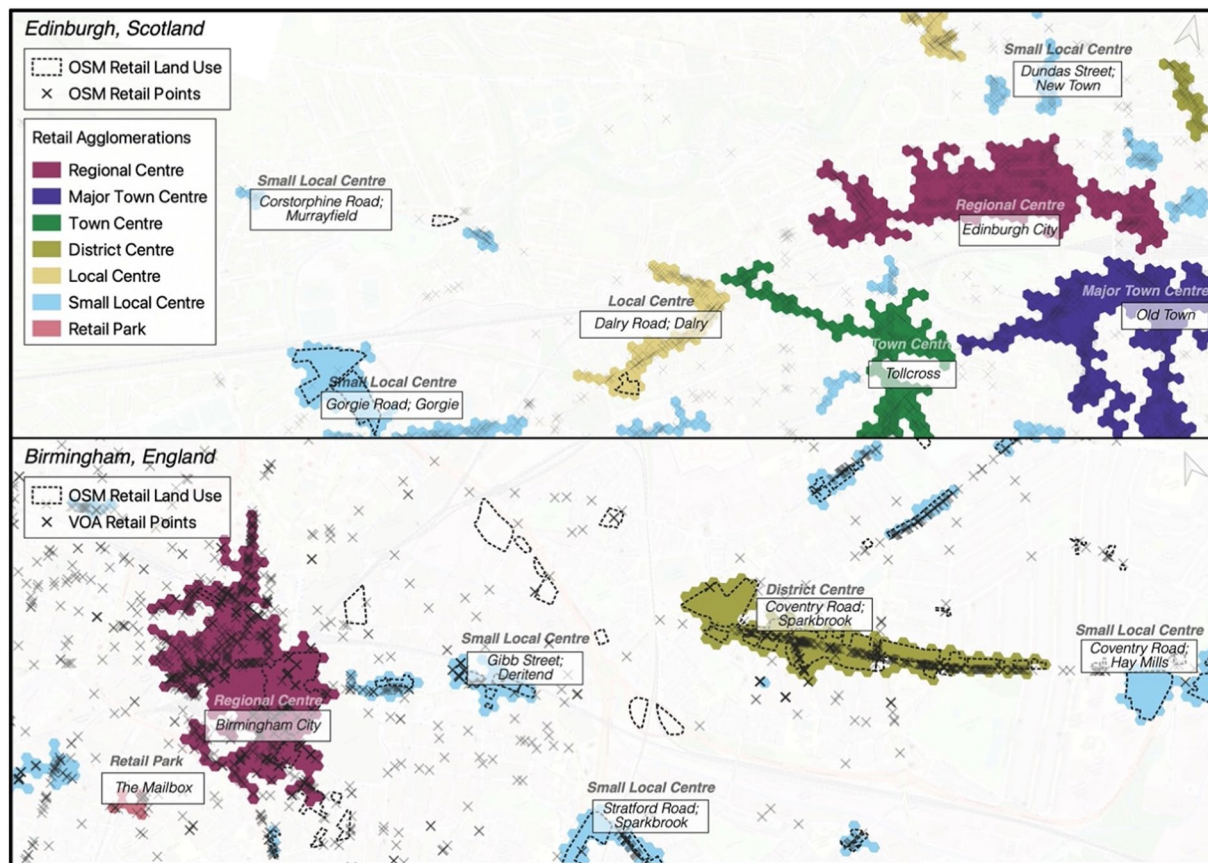 Edinburgh, Scotland
OSM Retail Land Use
OSM Retail Points
Retail Agglomerations
Regional Centre
Major Town Centre
Town Centre
District Centre
Local Centre
Small Local Centre
Retail Park
Small Local Centre
Dundas Street;
New Town
Small Local Centre
Corstorphine Road;
Murrayfield
Regional Centre
Edinburgh City
Local Centre
Dalry Road; Dalry
Major Town Centre
Old Town
Town Centre
Tollcross
Small Local Centre
Gorgie Road; Gorgie
Birmingham, England
OSM Retail Land Use
VOA Retail Points
District Centre
Coventry Road;
Sparkbrook
Small Local Centre
Gibb Street;
Deritend
Small Local Centre
Coventry Road;
Hay Mills
Regional Centre
Birmingham City
Retail Park
The Mailbox
Small Local Centre
Stratford Road;
Sparkbrook